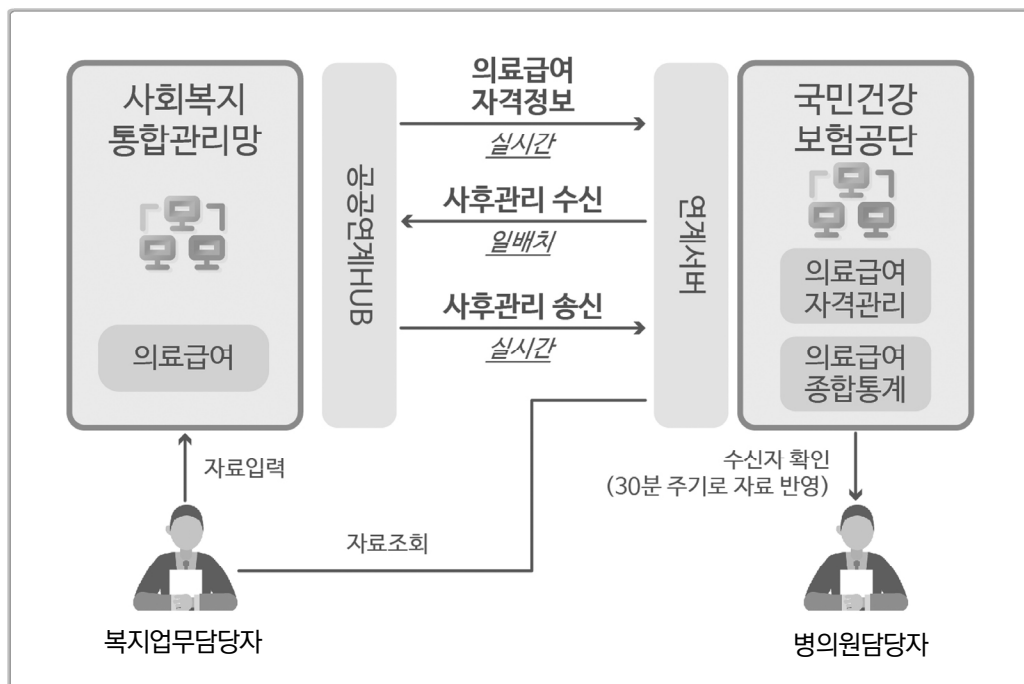 사회복지
통합관리망
의료급여
공공연계HUB
의료급여
자격정보
실시간
사후관리 수신
일배치
사후관리 송신
실시간
연계서버
국민건강
보험공단
의료급여
자격관리
의료급여
종합통계
자료입력
자료조회
수신자 확인
(30분 주기로 자료 반영)
복지업무담당자
병의원담당자